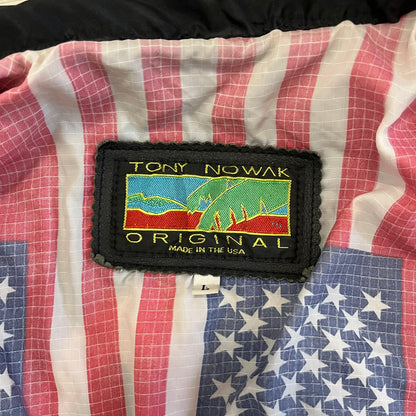 TONY NOWAK
ORIGINAL
MADE IN THE USA
L